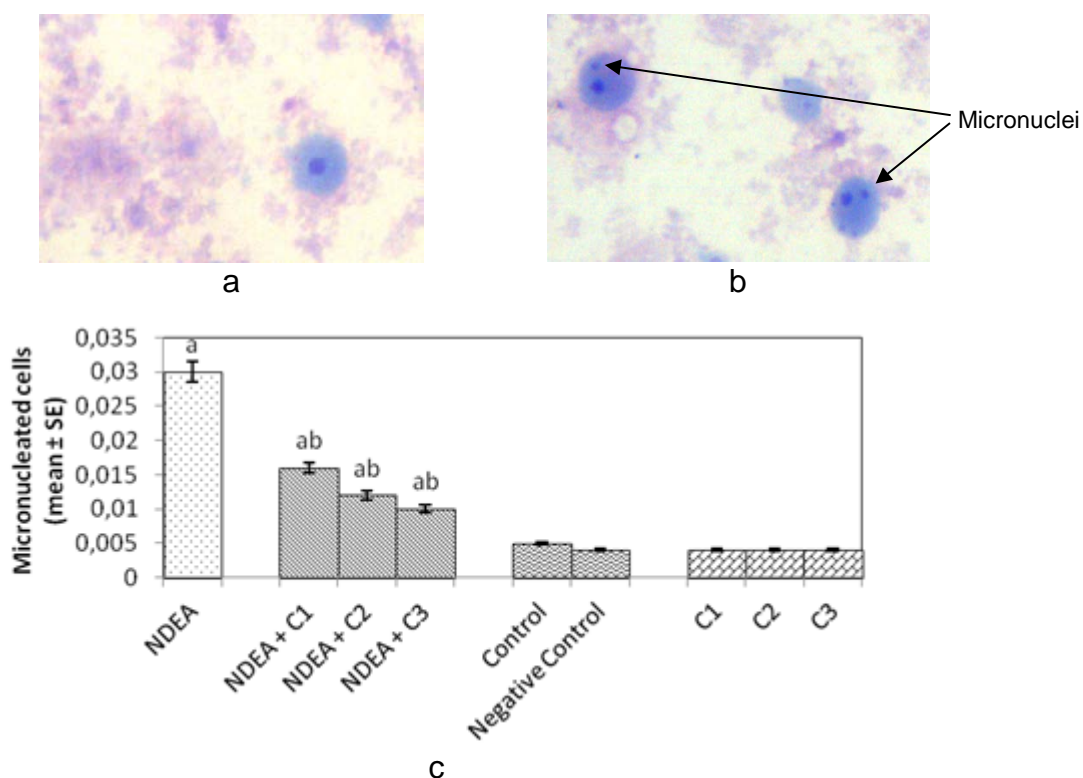 Micronuclei
a
b
Micronucleated cells
(mean ± SE)
0,035
0,03
0,025
0,02
0,015
0,01
0,005
0
a
ab
ab
ab
NDEA
NDEA + C1
NDEA + C2
NDEA + C3
Control
Negative Control
C1
C2
C3
c